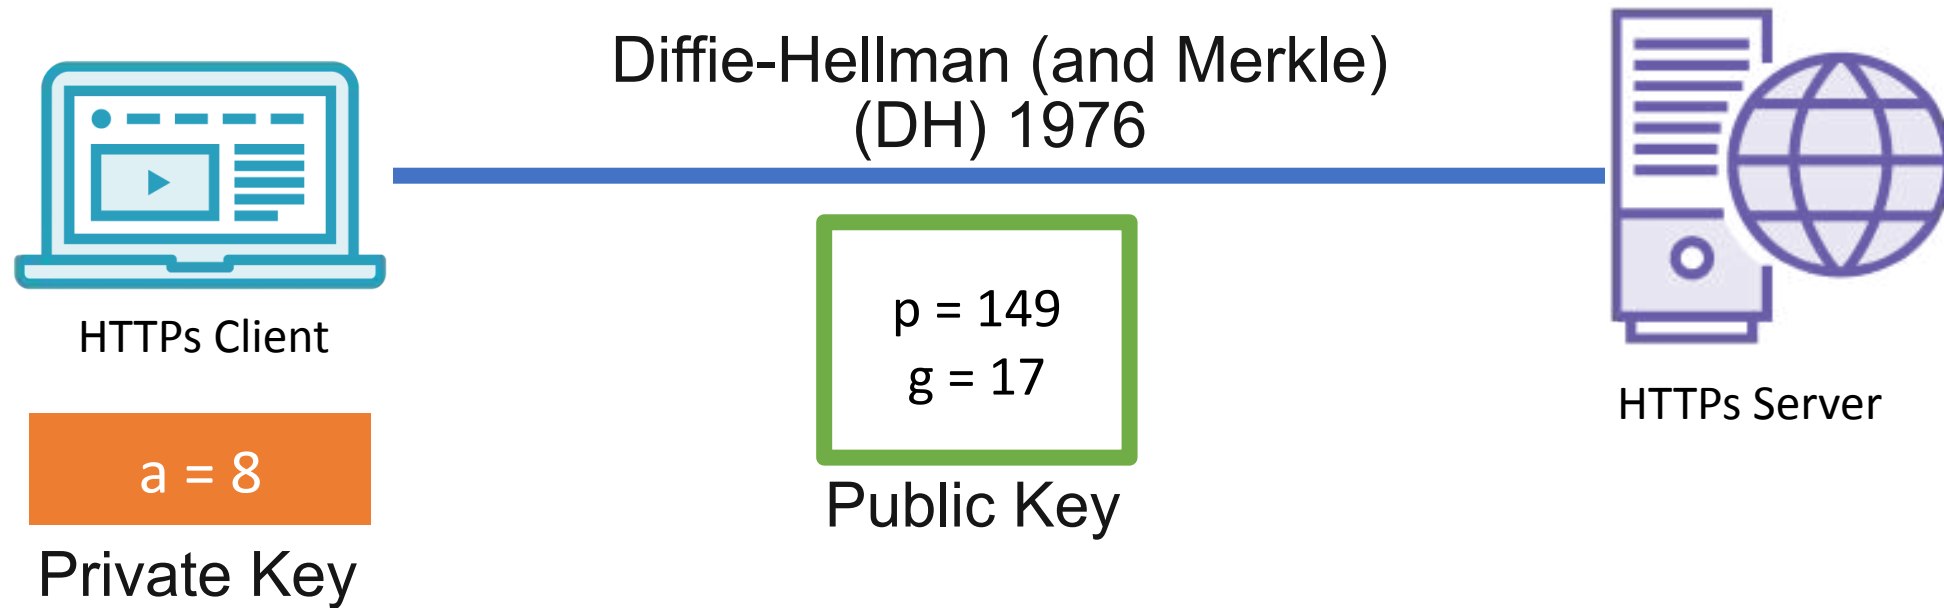 Diffie-Hellman (and Merkle)
(DH) 1976
HTTPs Client
p = 149
g = 17
HTTPs Server
a = 8
Public Key
Private Key